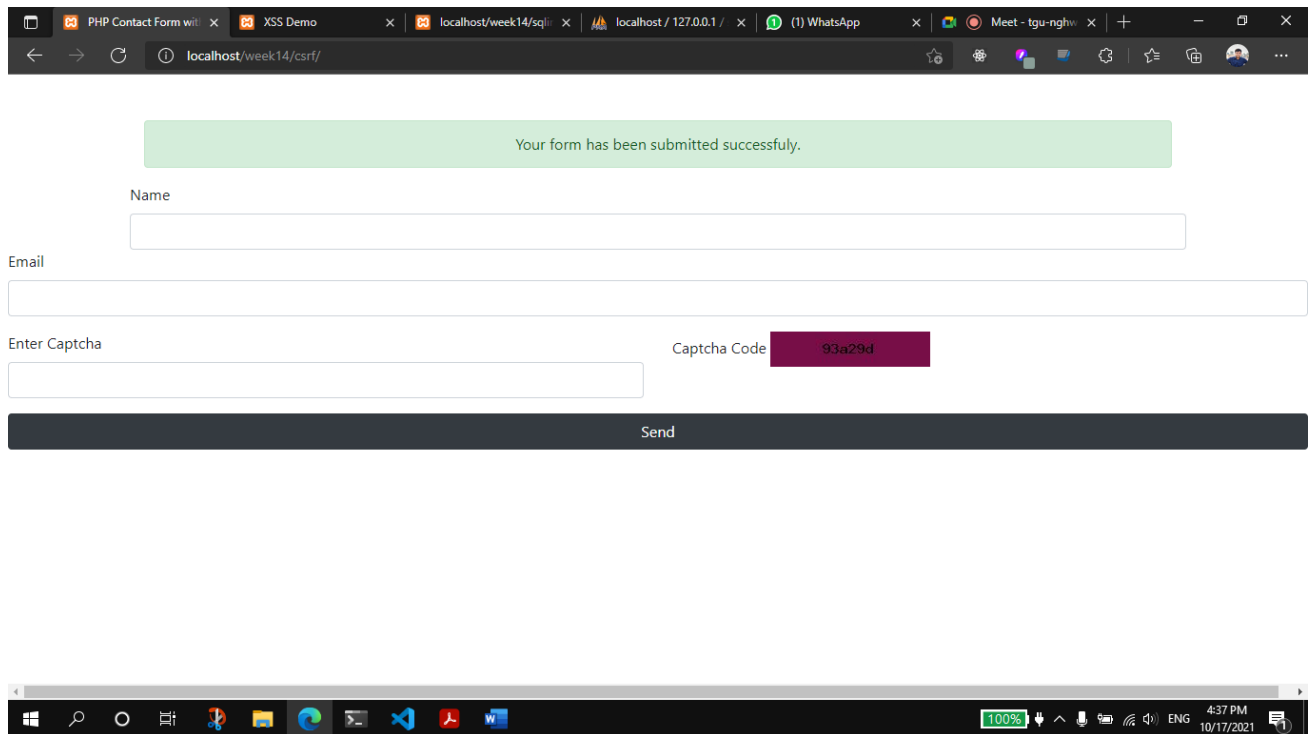 PHP Contact Form wit
XSS Demo
localhost/week14/sqlin
localhost / 127.0.0.1 /
(1) WhatsApp
Meet - tgu-nghw
localhost/week14/csrf/
Your form has been submitted successfuly.
Name
Email
Enter Captcha
Captcha Code 93a29d
Send
100%
ENG
4:37 PM
10/17/2021
1